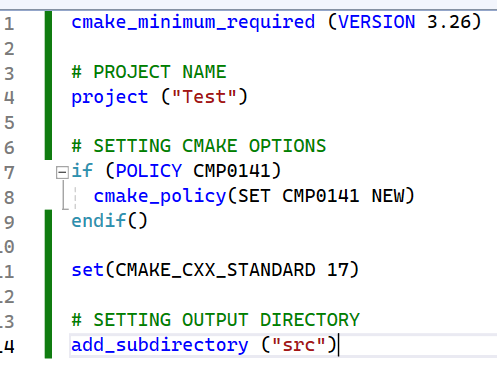 1 cmake_minimum_required (VERSION 3.26)
2
3 # PROJECT NAME
4 project ("Test")
5
6 # SETTING CMAKE OPTIONS
7 if (POLICY CMP0141)
8   cmake_policy(SET CMP0141 NEW)
9 endif()
10
11 set(CMAKE_CXX_STANDARD 17)
12
13 # SETTING OUTPUT DIRECTORY
14 add_subdirectory ("src")